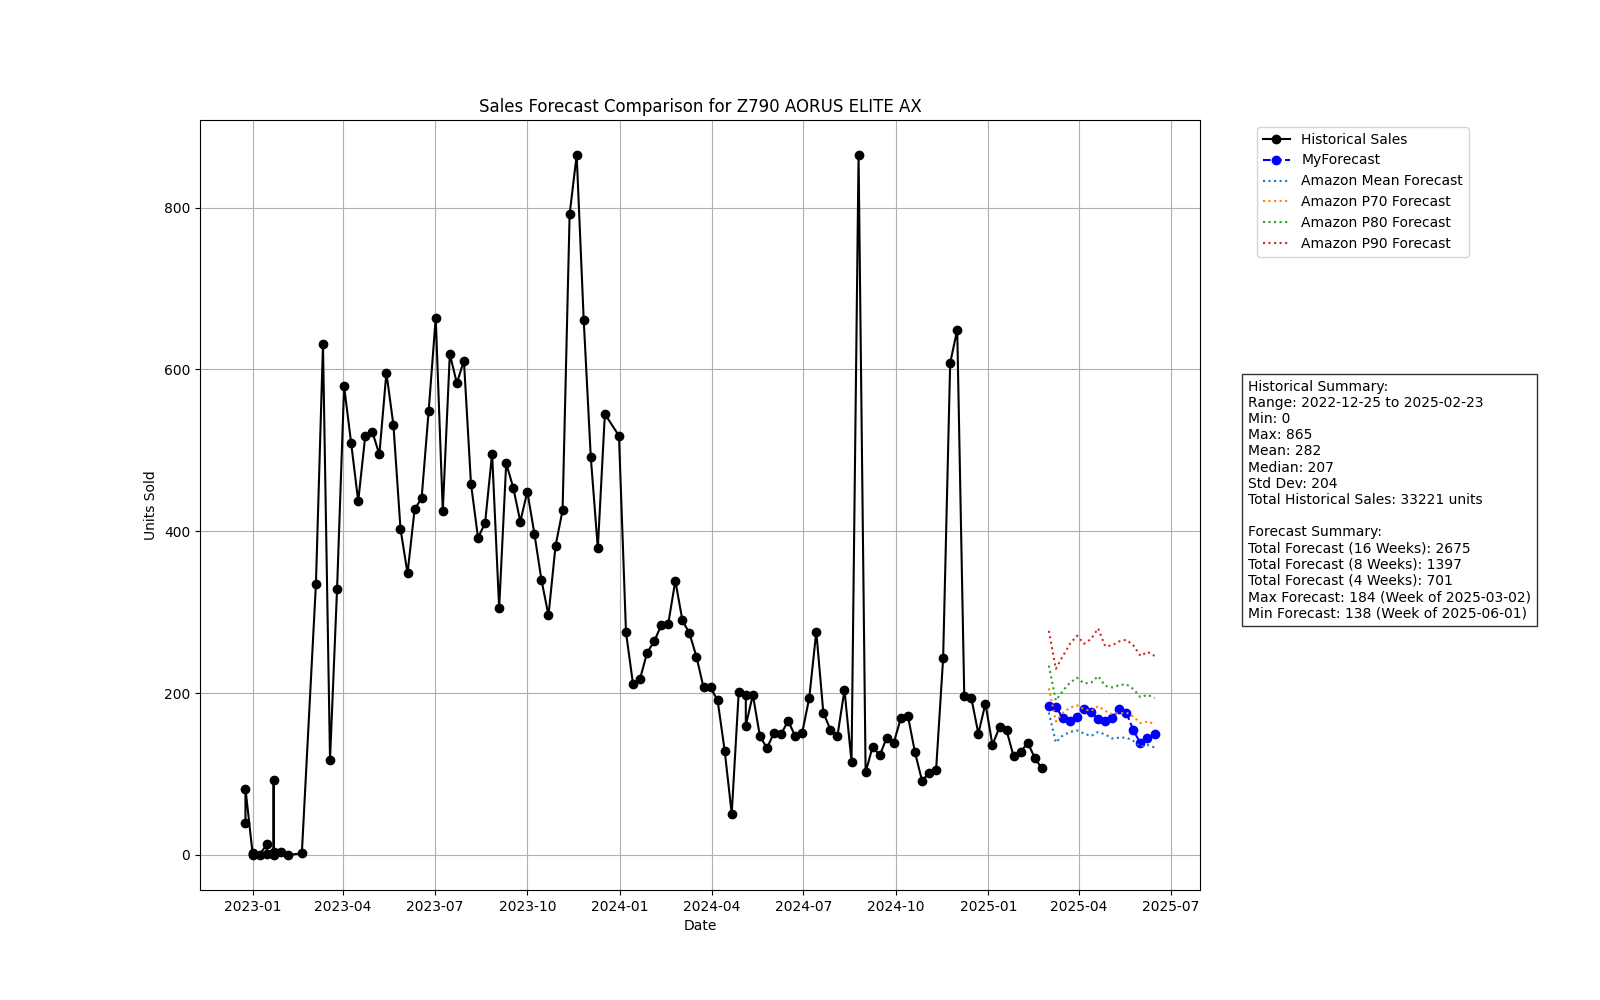 Sales Forecast Comparison for Z790 AORUS ELITE AX
Historical Sales
MyForecast
Amazon Mean Forecast
Amazon P70 Forecast
Amazon P80 Forecast
Amazon P90 Forecast
800
600
400
200
0
Units Sold
Historical Summary:
Range: 2022-12-25 to 2025-02-23
Min: 0
Max: 865
Mean: 282
Median: 207
Std Dev: 204
Total Historical Sales: 33221 units
Forecast Summary:
Total Forecast (16 Weeks): 2675
Total Forecast (8 Weeks): 1397
Total Forecast (4 Weeks): 701
Max Forecast: 184 (Week of 2025-03-02)
Min Forecast: 138 (Week of 2025-06-01)
2023-01 2023-04 2023-07 2023-10 2024-01 2024-04 2024-07 2024-10 2025-01 2025-04 2025-07
Date